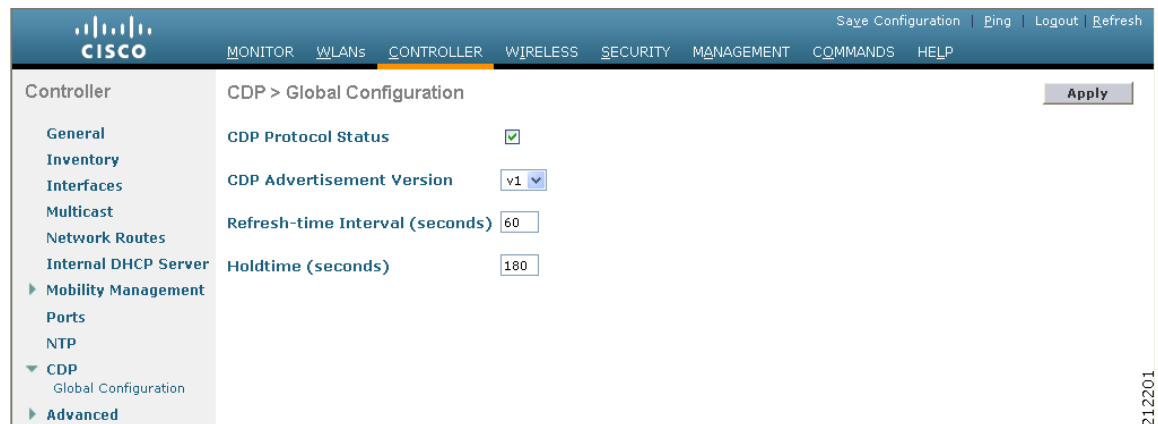 Save Configuration | Ping | Logout | Refresh
CISCO
MONITOR WLANs CONTROLLER WIRELESS SECURITY MANAGEMENT COMMANDS HELP
Controller
General
Inventory
Interfaces
Multicast
Network Routes
Internal DHCP Server
Mobility Management
Ports
NTP
CDP
Global Configuration
Advanced
CDP > Global Configuration
Apply
CDP Protocol Status
CDP Advertisement Version v1
Refresh-time Interval (seconds) 60
Holdtime (seconds) 180
212201